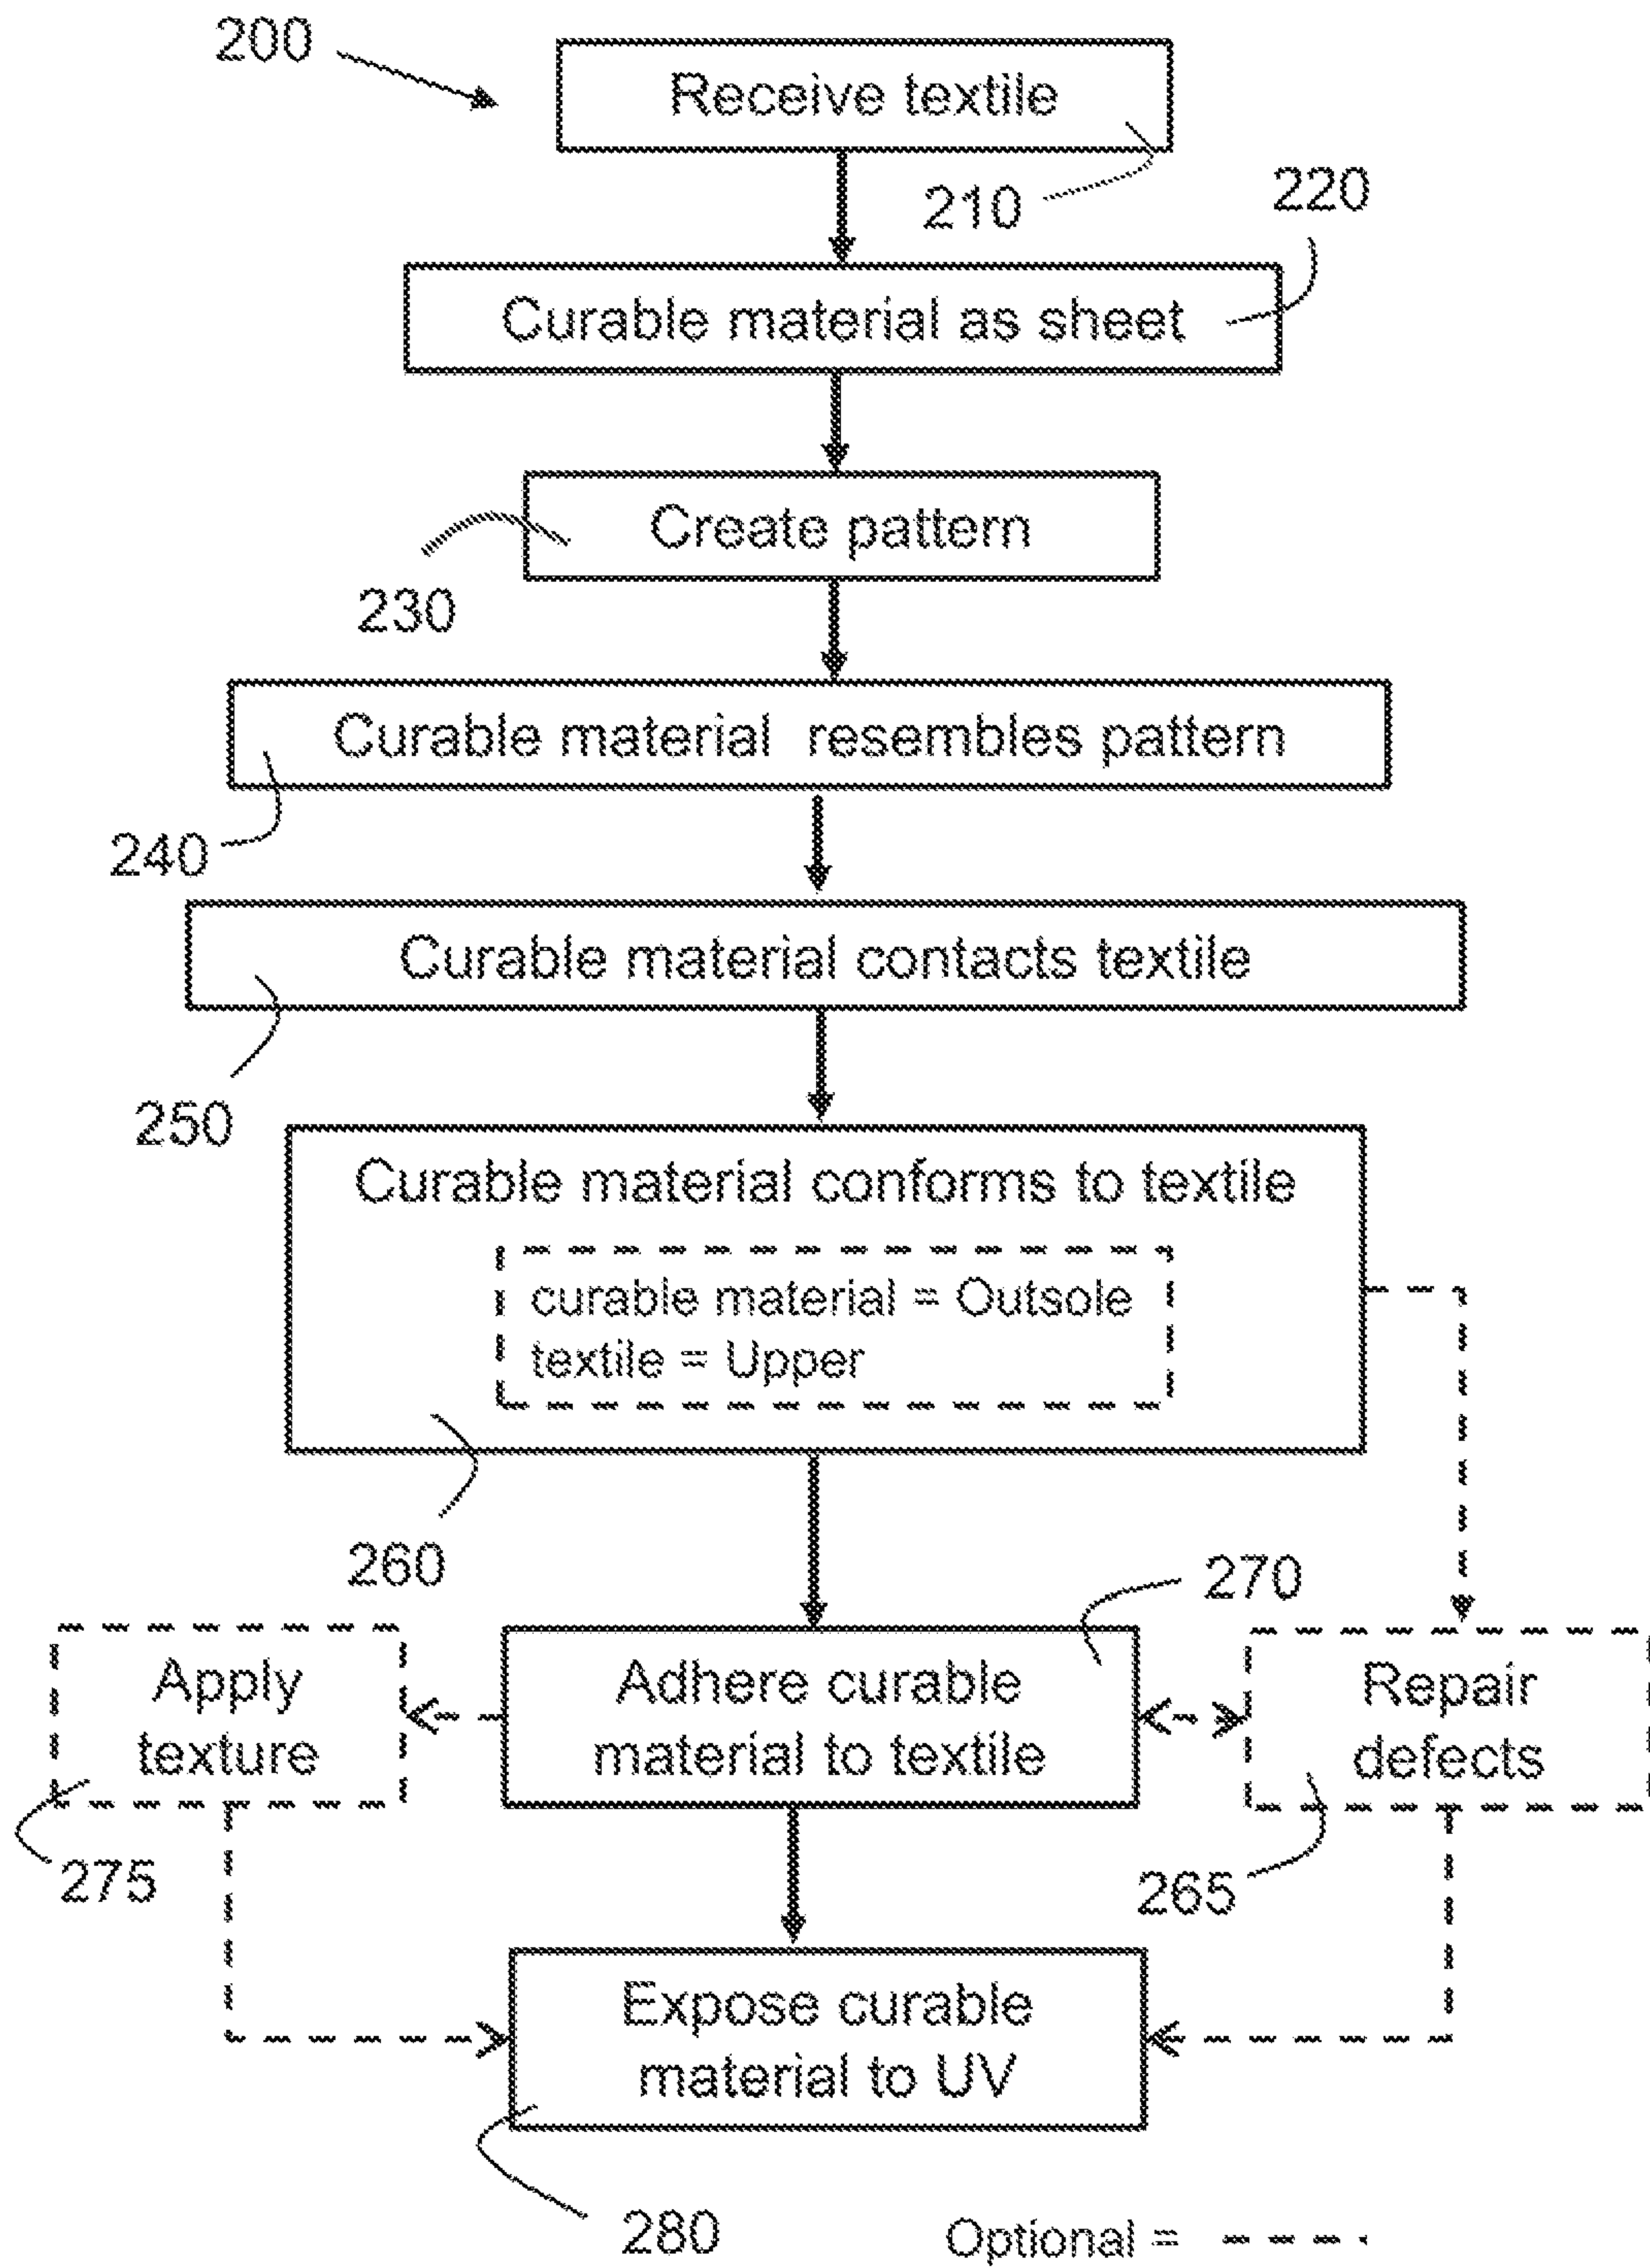 200
Receive textile
210
220
Curable material as sheet
Create pattern
230
Curable material resembles pattern
240
Curable material contacts textile
250
Curable material conforms to textile
curable material = Outsole
textile = Upper
260
270
Apply
texture
Adhere curable
material to textile
Repair
defects
275
265
Expose curable
material to UV
280
Optional =